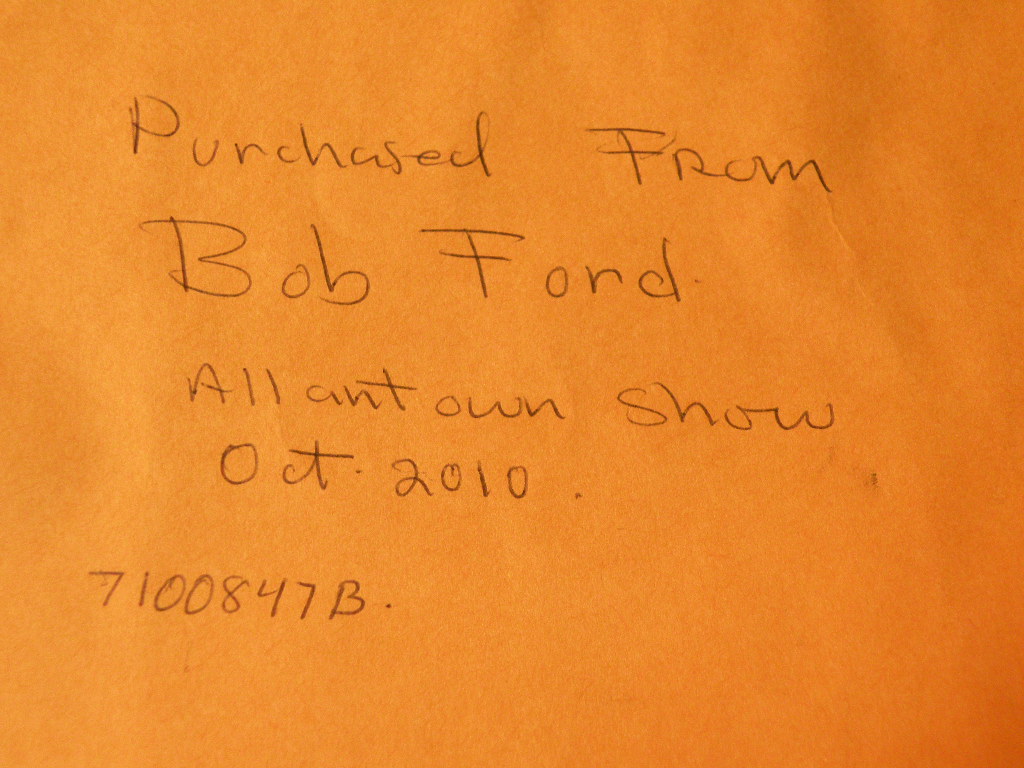 Purchased From
Bob Ford.
Allantown Show
Oct. 2010.
7100847B.